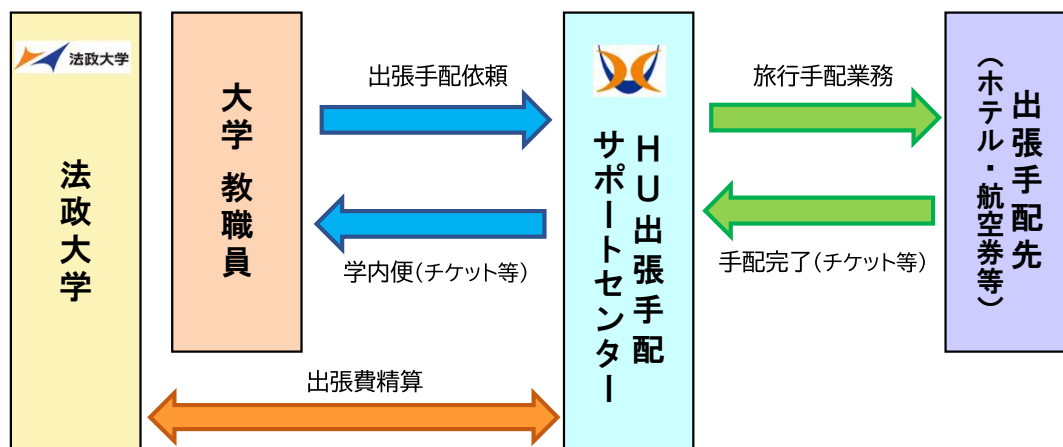 法政大学
法政大学
大学 教職員
出張手配依頼
学内便(チケット等)
出張費精算
HU出張手配
サポートセンター
旅行手配業務
手配完了(チケット等)
出張手配先
(ホテル・航空券等)